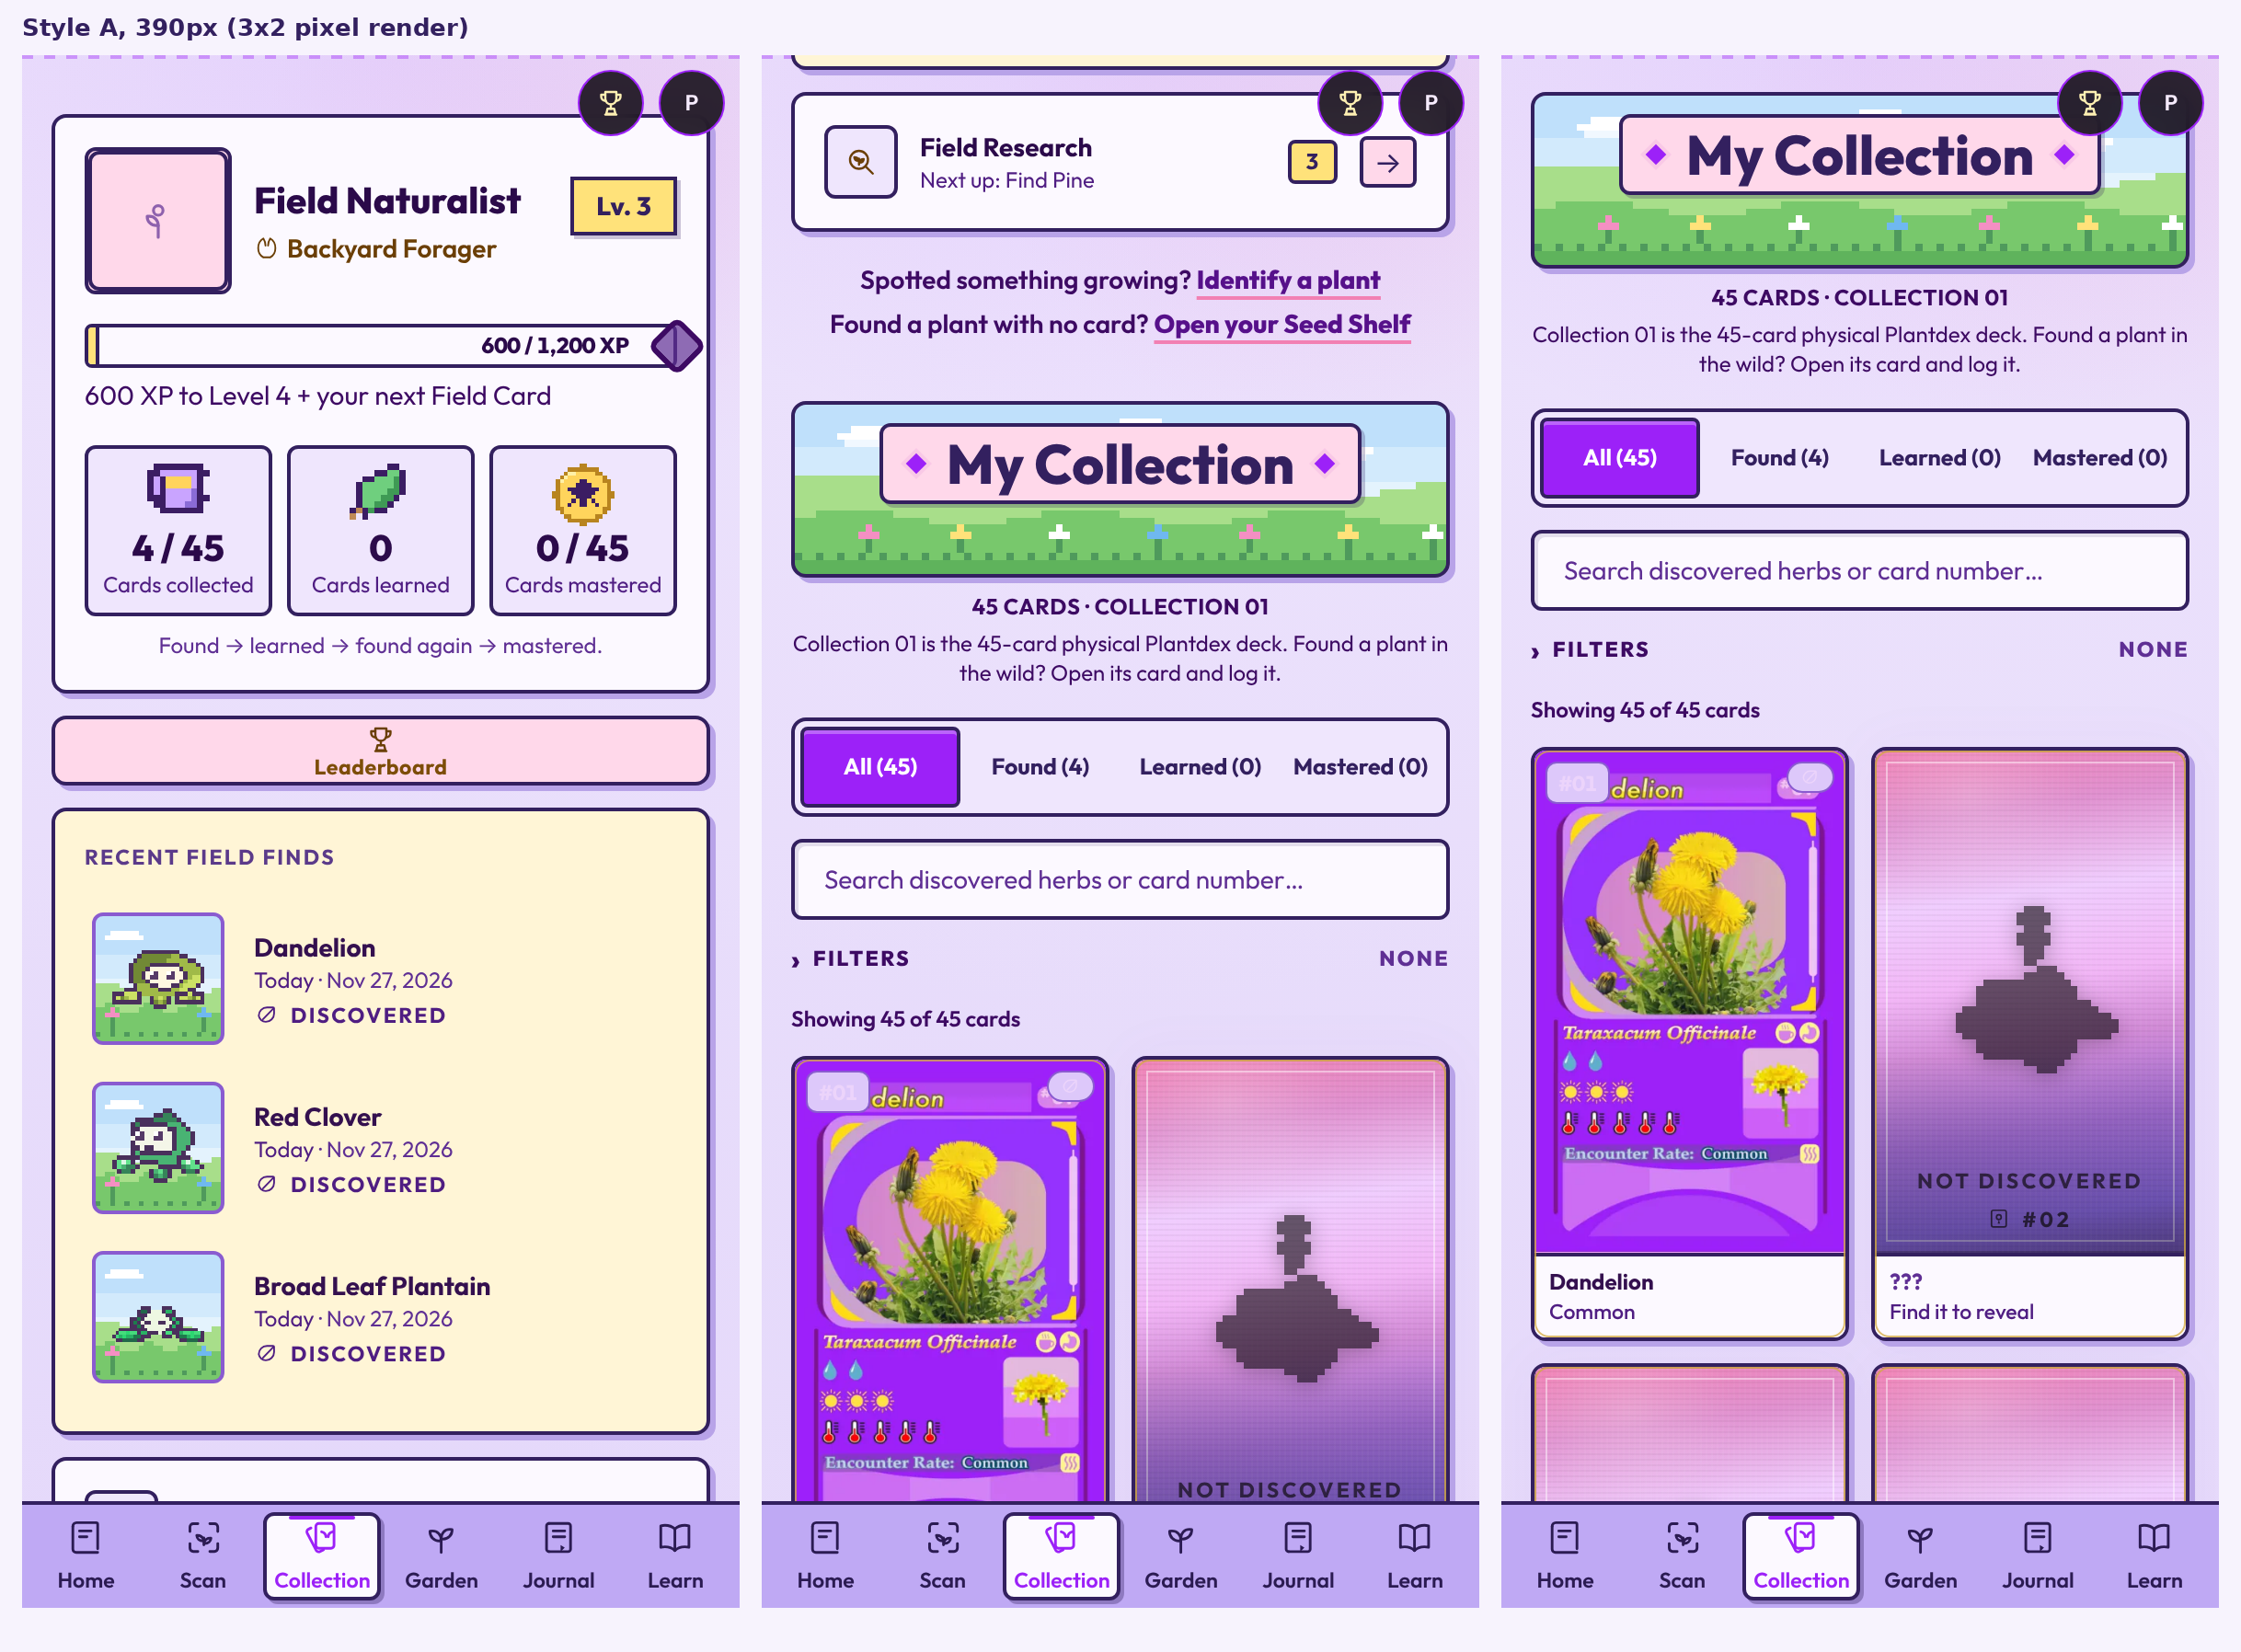 Style A, 390px (3x2 pixel render)
P
Field Naturalist
Lv. 3
Backyard Forager
600 / 1,200 XP
600 XP to Level 4 + your next Field Card
4 / 45
Cards collected
0
Cards learned
0 / 45
Cards mastered
Found → learned → found again → mastered.
Leaderboard
RECENT FIELD FINDS
Dandelion
Today · Nov 27, 2026
DISCOVERED
Red Clover
Today · Nov 27, 2026
DISCOVERED
Broad Leaf Plantain
Today · Nov 27, 2026
DISCOVERED
Home
Scan
Collection
Garden
Journal
Learn
P
Field Research
Next up: Find Pine
3
Spotted something growing? Identify a plant
Found a plant with no card? Open your Seed Shelf
My Collection
45 CARDS · COLLECTION 01
Collection 01 is the 45-card physical Plantdex deck. Found a plant in
the wild? Open its card and log it.
All (45)
Found (4)
Learned (0)
Mastered (0)
Search discovered herbs or card number...
FILTERS
NONE
Showing 45 of 45 cards
#01
delion
Taraxacum Officinale
Encounter Rate: Common
NOT DISCOVERED
Home
Scan
Collection
Garden
Journal
Learn
P
My Collection
45 CARDS · COLLECTION 01
Collection 01 is the 45-card physical Plantdex deck. Found a plant in
the wild? Open its card and log it.
All (45)
Found (4)
Learned (0)
Mastered (0)
Search discovered herbs or card number...
FILTERS
NONE
Showing 45 of 45 cards
#01
delion
Taraxacum Officinale
Encounter Rate: Common
NOT DISCOVERED
#02
Dandelion
Common
???
Find it to reveal
Home
Scan
Collection
Garden
Journal
Learn